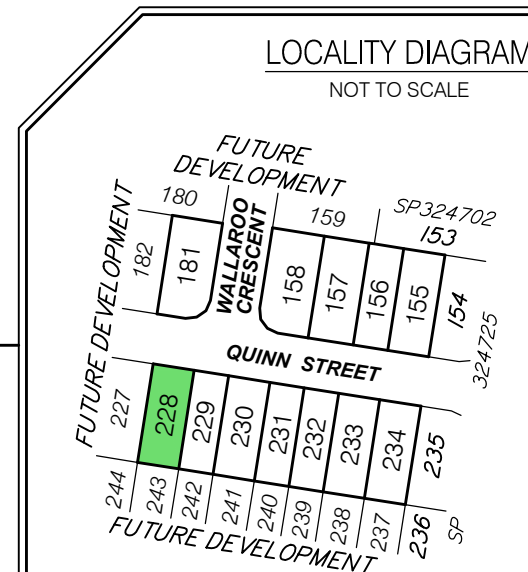 LOCALITY DIAGRAM
NOT TO SCALE
FUTURE
DEVELOPMENT
180
159
SP324702
153
FUTURE DEVELOPMENT
182
181
WALLAROO
CRESCENT
158
157
156
155
154
324725
QUINN STREET
227
228
229
230
231
232
233
234
235
244
243
242
241
240
239
238
237
236
SP
FUTURE DEVELOPMENT